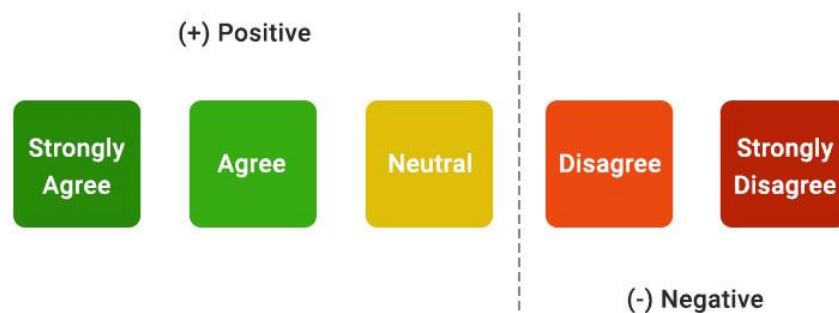 (+) Positive
Strongly
Agree
Agree
Neutral
Disagree
Strongly
Disagree
(-) Negative